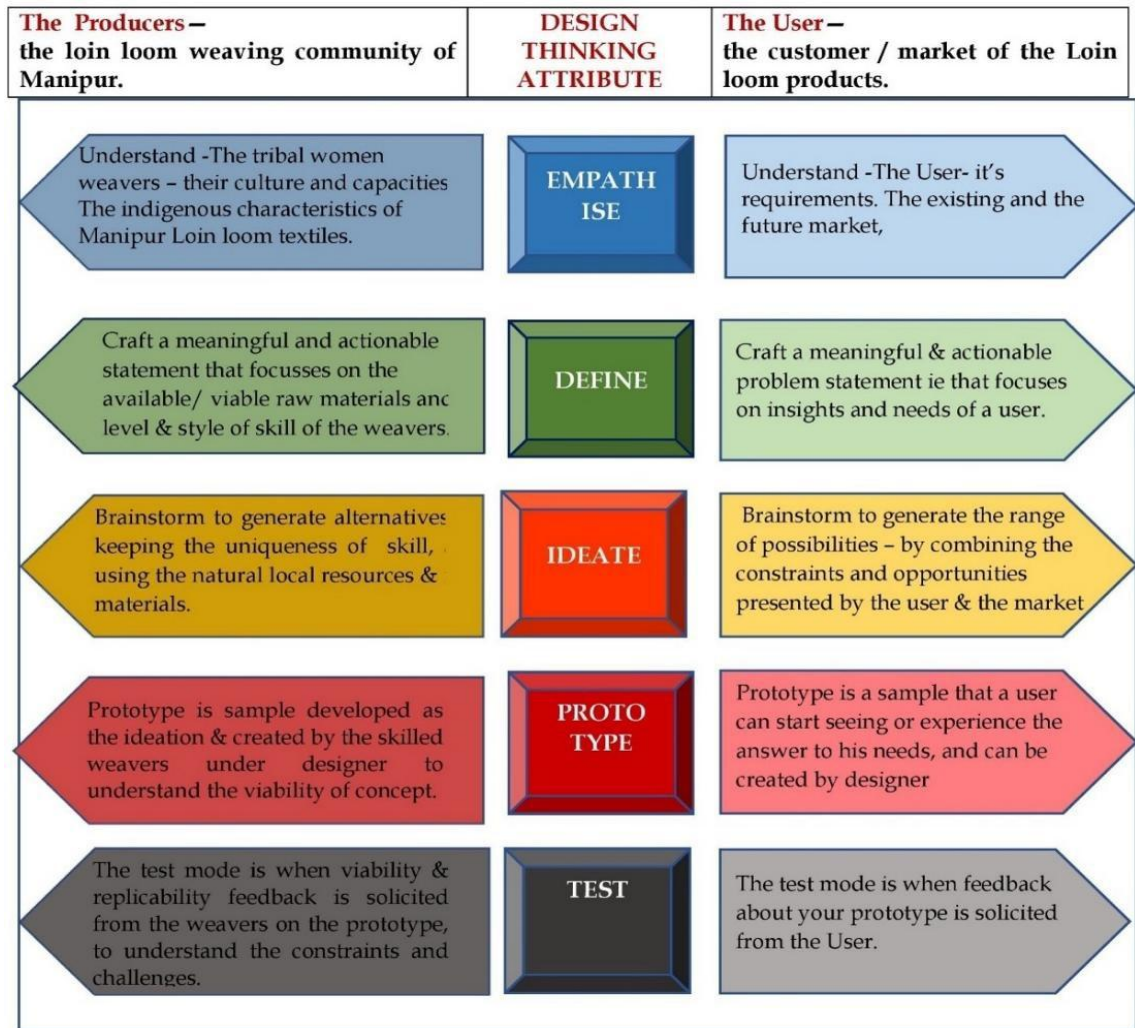 The Producers—
the loin loom weaving community of
Manipur.
DESIGN
THINKING
ATTRIBUTE
The User—
the customer / market of the Loin
loom products.
Understand -The tribal women
weavers – their culture and capacities
The indigenous characteristics of
Manipur Loin loom textiles.
EMPATH
ISE
Understand -The User- it's
requirements. The existing and the
future market,
Craft a meaningful and actionable
statement that focusses on the
available/ viable raw materials and
level & style of skill of the weavers.
DEFINE
Craft a meaningful & actionable
problem statement ie that focuses
on insights and needs of a user.
Brainstorm to generate alternatives
keeping the uniqueness of skill,
using the natural local resources &
materials.
IDEATE
Brainstorm to generate the range
of possibilities – by combining the
constraints and opportunities
presented by the user & the market
Prototype is sample developed as
the ideation & created by the skilled
weavers under designer to
understand the viability of concept.
PROTO
TYPE
Prototype is a sample that a user
can start seeing or experience the
answer to his needs, and can be
created by designer
The test mode is when viability &
replicability feedback is solicited
from the weavers on the prototype,
to understand the constraints and
challenges.
TEST
The test mode is when feedback
about your prototype is solicited
from the User.